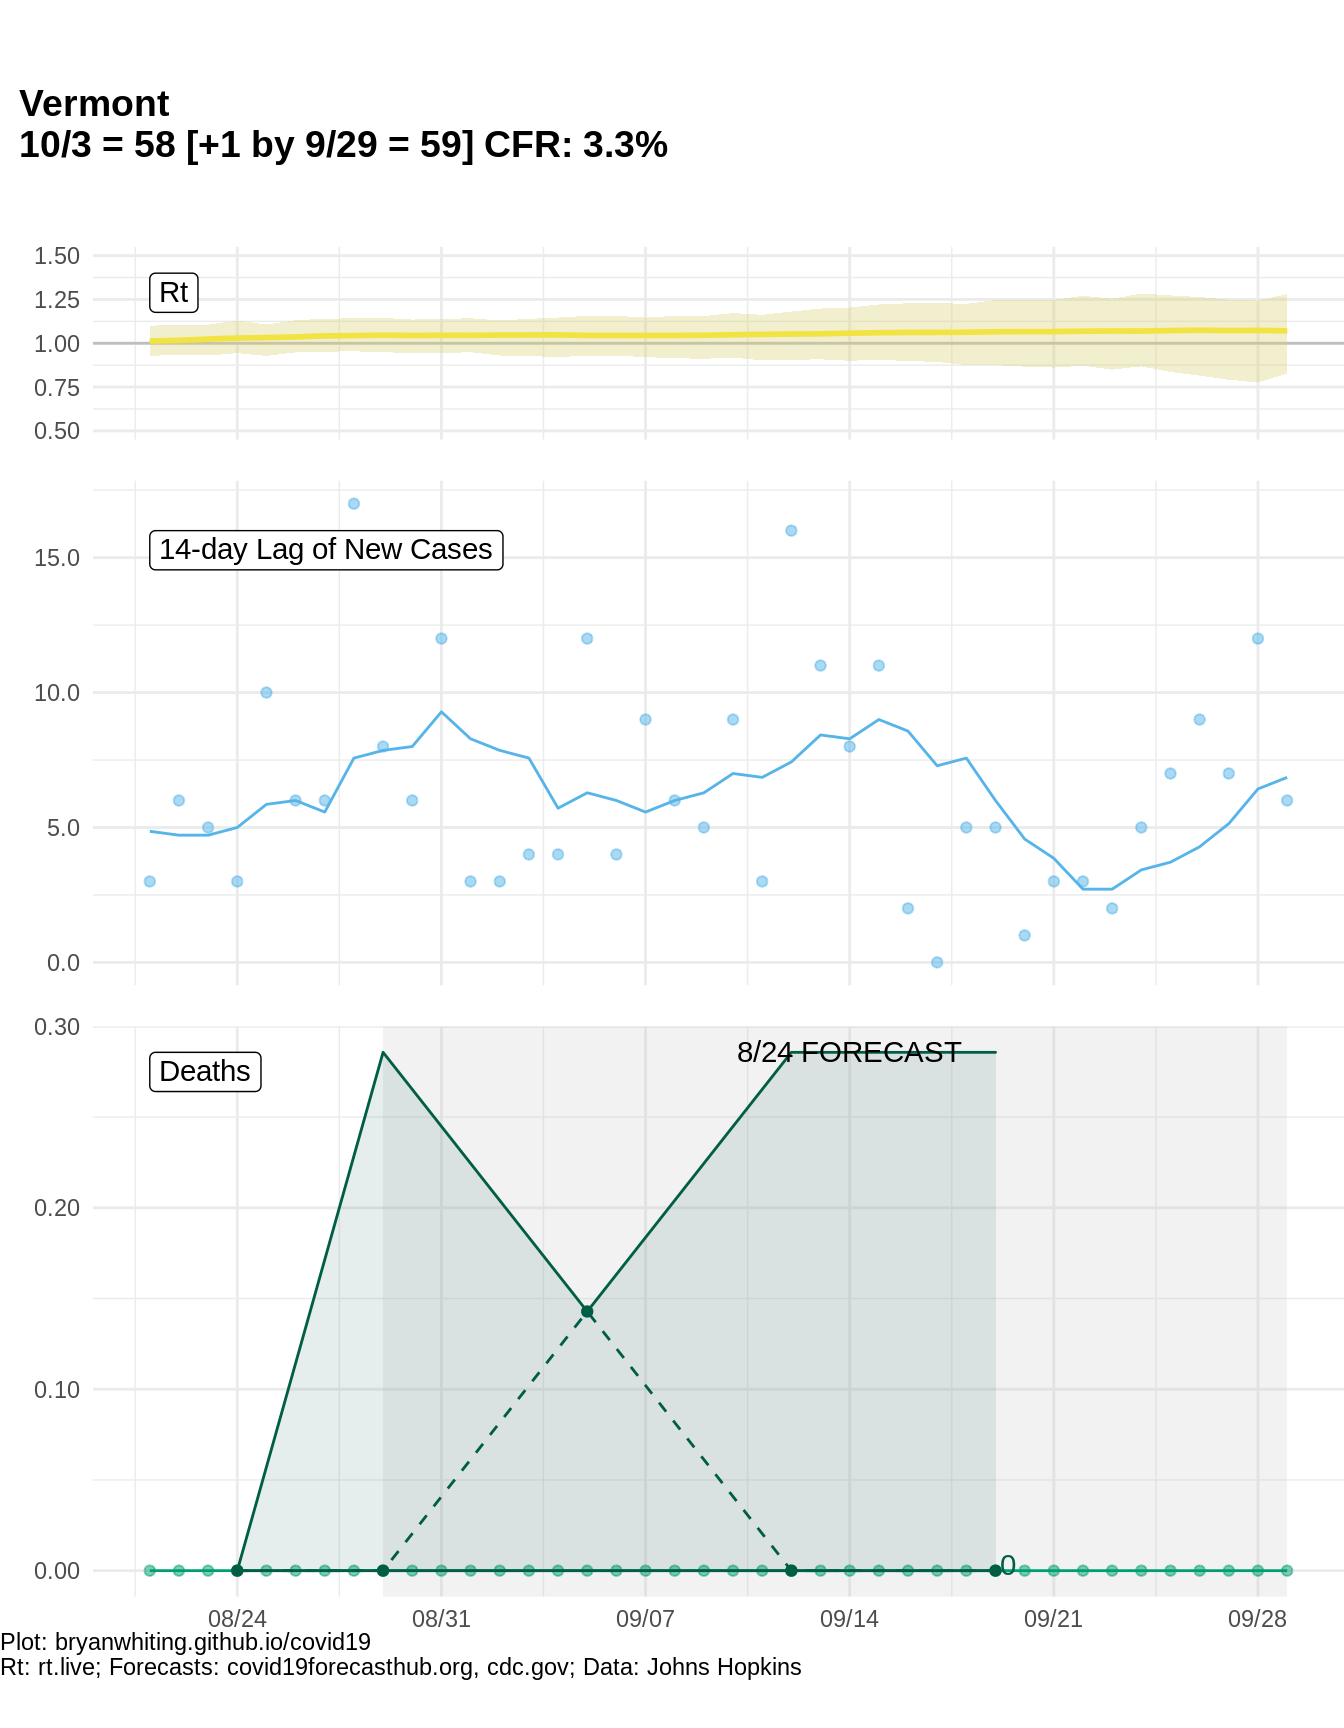 Vermont
10/3 = 58 [+1 by 9/29 = 59] CFR: 3.3%
1.50
1.25
1.00
0.75
0.50
Rt
15.0
10.0
5.0
0.0
14-day Lag of New Cases
0.30
0.20
0.10
0.00
Deaths
8/24 FORECAST
0
08/24 08/31 09/07 09/14 09/21 09/28
Plot: bryanwhiting.github.io/covid19
Rt: rt.live; Forecasts: covid19forecasthub.org, cdc.gov; Data: Johns Hopkins